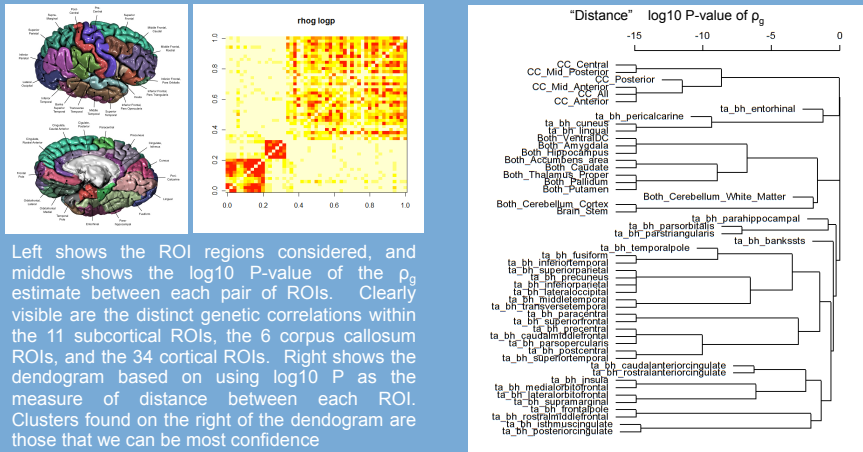 rhog logp
1.0
0.8
0.6
0.4
0.2
0.0
0.0 0.2 0.4 0.6 0.8 1.0
Left shows the ROI regions considered, and
middle shows the log10 P-value of the ρg
estimate between each pair of ROIs. Clearly
visible are the distinct genetic correlations within
the 11 subcortical ROIs, the 6 corpus callosum
ROIs, and the 34 cortical ROIs. Right shows the
dendogram based on using log10 P as the
measure of distance between each ROI.
Clusters found on the right of the dendogram are
those that we can be most confidence
“Distance” log10 P-value of ρg
−15 −10 −5 0
CC_Central
CC_Mid_Posterior
CC_Posterior
CC_Mid_Anterior
CC_All
CC_Anterior
ta_bh_entorhinal
ta_bh_pericalcarine
ta_bh_cuneus
ta_bh_lingual
Both_VentralDC
Both_Amygdala
Both_Hippocampus
Both_Accumbens_area
Both_Caudate
Both_Thalamus_Proper
Both_Pallidum
Both_Putamen
Both_Cerebellum_White_Matter
Both_Cerebellum_Cortex
Brain_Stem
ta_bh_parahippocampal
ta_bh_parsorbitalis
ta_bh_parstriangularis
ta_bh_bankssts
ta_bh_temporalpole
ta_bh_fusiform
ta_bh_inferiortemporal
ta_bh_superiorparietal
ta_bh_precuneus
ta_bh_inferiorparietal
ta_bh_lateraloccipital
ta_bh_middletemporal
ta_bh_transversetemporal
ta_bh_paracentral
ta_bh_superiorfrontal
ta_bh_precentral
ta_bh_caudalmiddlefrontal
ta_bh_parsopercularis
ta_bh_postcentral
ta_bh_superiortemporal
ta_bh_caudalanteriorcingulate
ta_bh_rostralanteriorcingulate
ta_bh_insula
ta_bh_medialorbitofrontal
ta_bh_lateralorbitofrontal
ta_bh_supramarginal
ta_bh_frontalpole
ta_bh_rostralmiddlefrontal
ta_bh_isthmuscingulate
ta_bh_posteriorcingulate